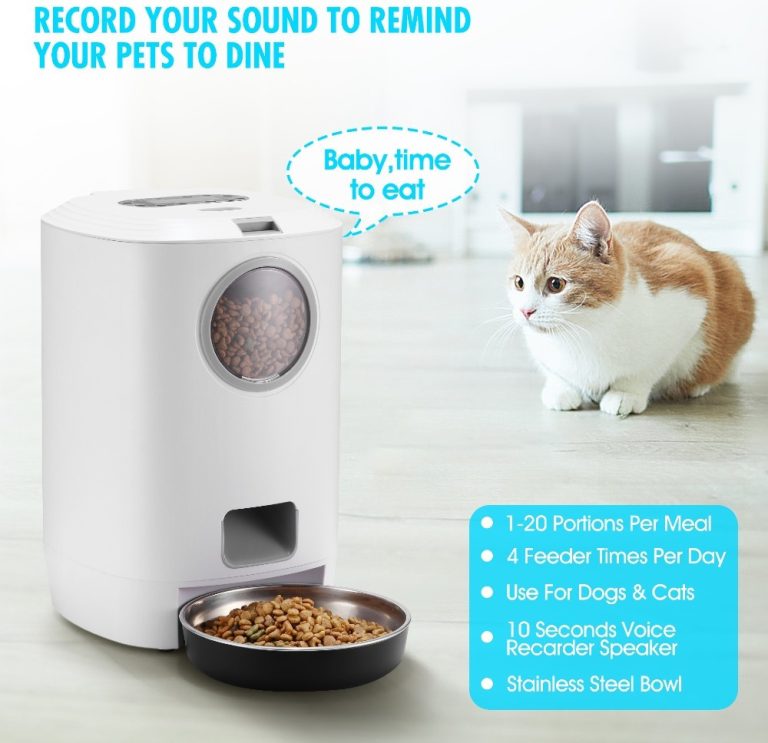 RECORD YOUR SOUND TO REMIND
YOUR PETS TO DINE
Baby,time
to eat
1-20 Portions Per Meal
4 Feeder Times Per Day
Use For Dogs & Cats
10 Seconds Voice
Recarder Speaker
Stainless Steel Bowl